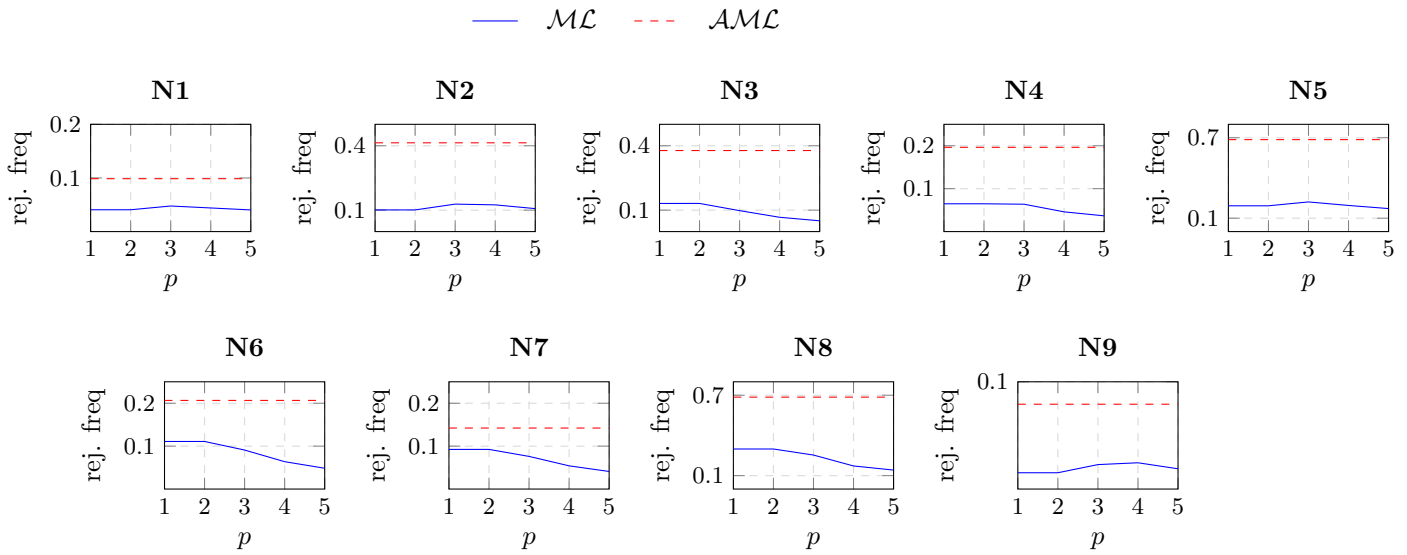 ML AML
N1 N2 N3 N4 N5
rej. freq 0.2 0.1 1 2 3 4 5 p
rej. freq 0.4 0.1 1 2 3 4 5 p
rej. freq 0.4 0.1 1 2 3 4 5 p
rej. freq 0.2 0.1 1 2 3 4 5 p
rej. freq 0.7 0.1 1 2 3 4 5 p
N6 N7 N8 N9
rej. freq 0.2 0.1 1 2 3 4 5 p
rej. freq 0.2 0.1 1 2 3 4 5 p
rej. freq 0.7 0.1 1 2 3 4 5 p
rej. freq 0.1 1 2 3 4 5 p